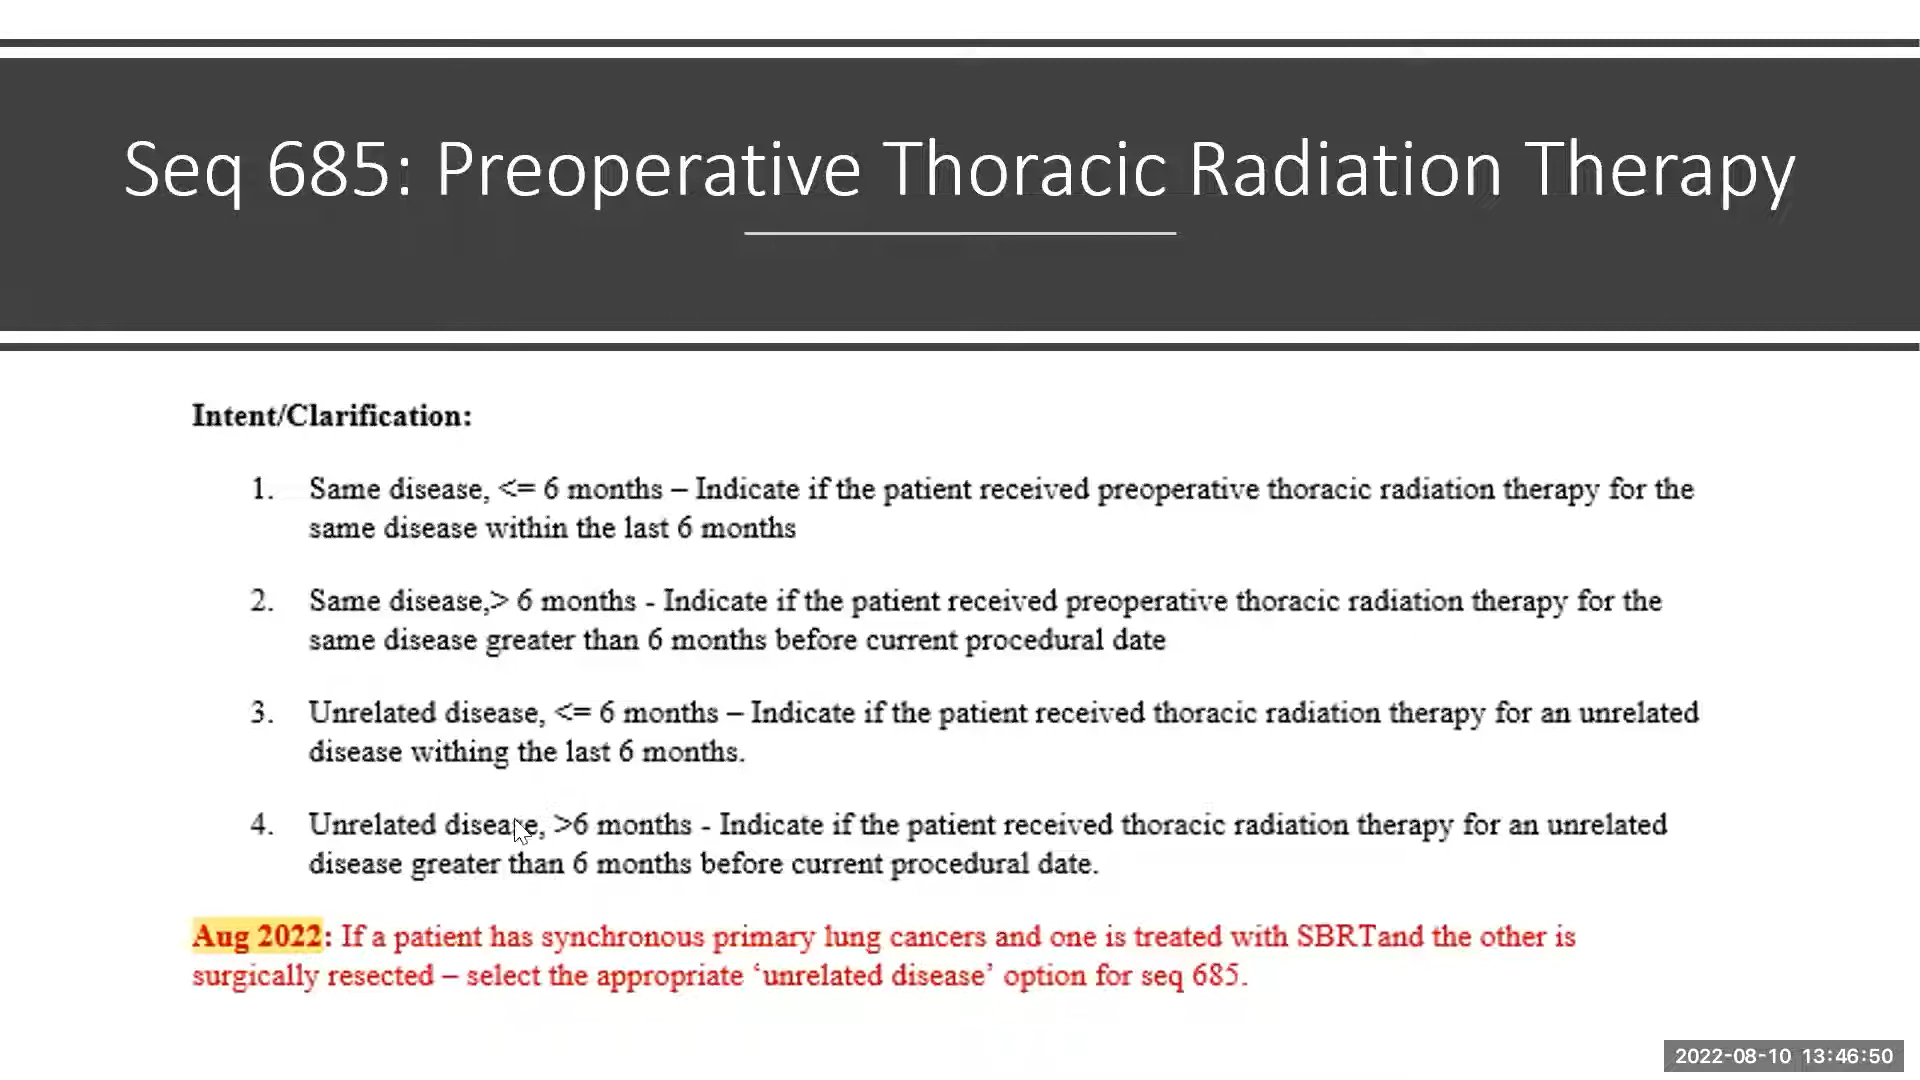 Seq 685: Preoperative Thoracic Radiation Therapy
Intent/Clarification:
1. Same disease, <= 6 months – Indicate if the patient received preoperative thoracic radiation therapy for the
same disease within the last 6 months
2. Same disease,> 6 months - Indicate if the patient received preoperative thoracic radiation therapy for the
same disease greater than 6 months before current procedural date
3. Unrelated disease, <= 6 months – Indicate if the patient received thoracic radiation therapy for an unrelated
disease withing the last 6 months.
4. Unrelated disease, >6 months - Indicate if the patient received thoracic radiation therapy for an unrelated
disease greater than 6 months before current procedural date.
Aug 2022: If a patient has synchronous primary lung cancers and one is treated with SBRTand the other is
surgically resected – select the appropriate ‘unrelated disease’ option for seq 685.
2022-08-10 13:46:50